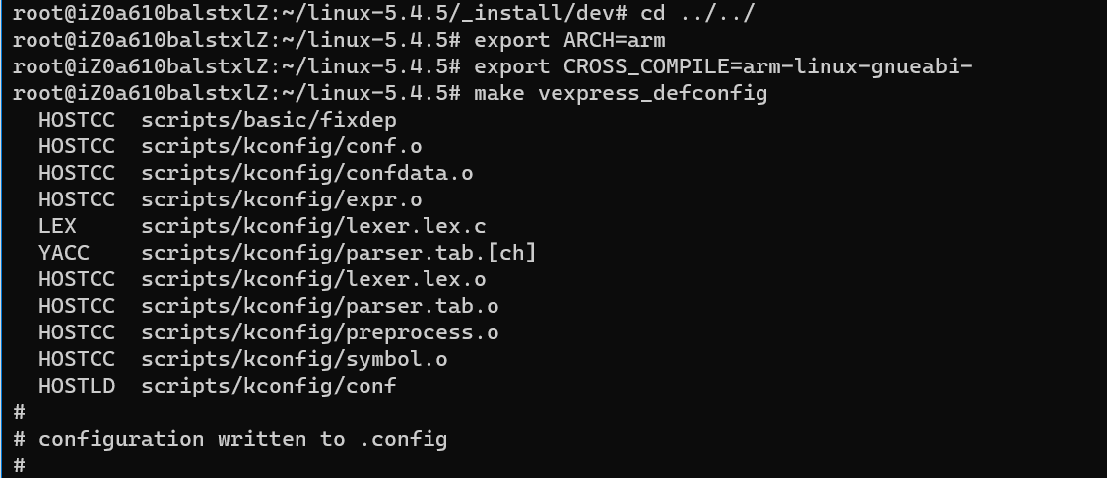 root@iZ0a610balstxlZ:~/linux-5.4.5/_install/dev# cd ../../
root@iZ0a610balstxlZ:~/linux-5.4.5# export ARCH=arm
root@iZ0a610balstxlZ:~/linux-5.4.5# export CROSS_COMPILE=arm-linux-gnueabi-
root@iZ0a610balstxlZ:~/linux-5.4.5# make vexpress_defconfig
  HOSTCC  scripts/basic/fixdep
  HOSTCC  scripts/kconfig/conf.o
  HOSTCC  scripts/kconfig/confdata.o
  HOSTCC  scripts/kconfig/expr.o
  LEX     scripts/kconfig/lexer.lex.c
  YACC    scripts/kconfig/parser.tab.[ch]
  HOSTCC  scripts/kconfig/lexer.lex.o
  HOSTCC  scripts/kconfig/parser.tab.o
  HOSTCC  scripts/kconfig/preprocess.o
  HOSTCC  scripts/kconfig/symbol.o
  HOSTLD  scripts/kconfig/conf
#
# configuration written to .config
#